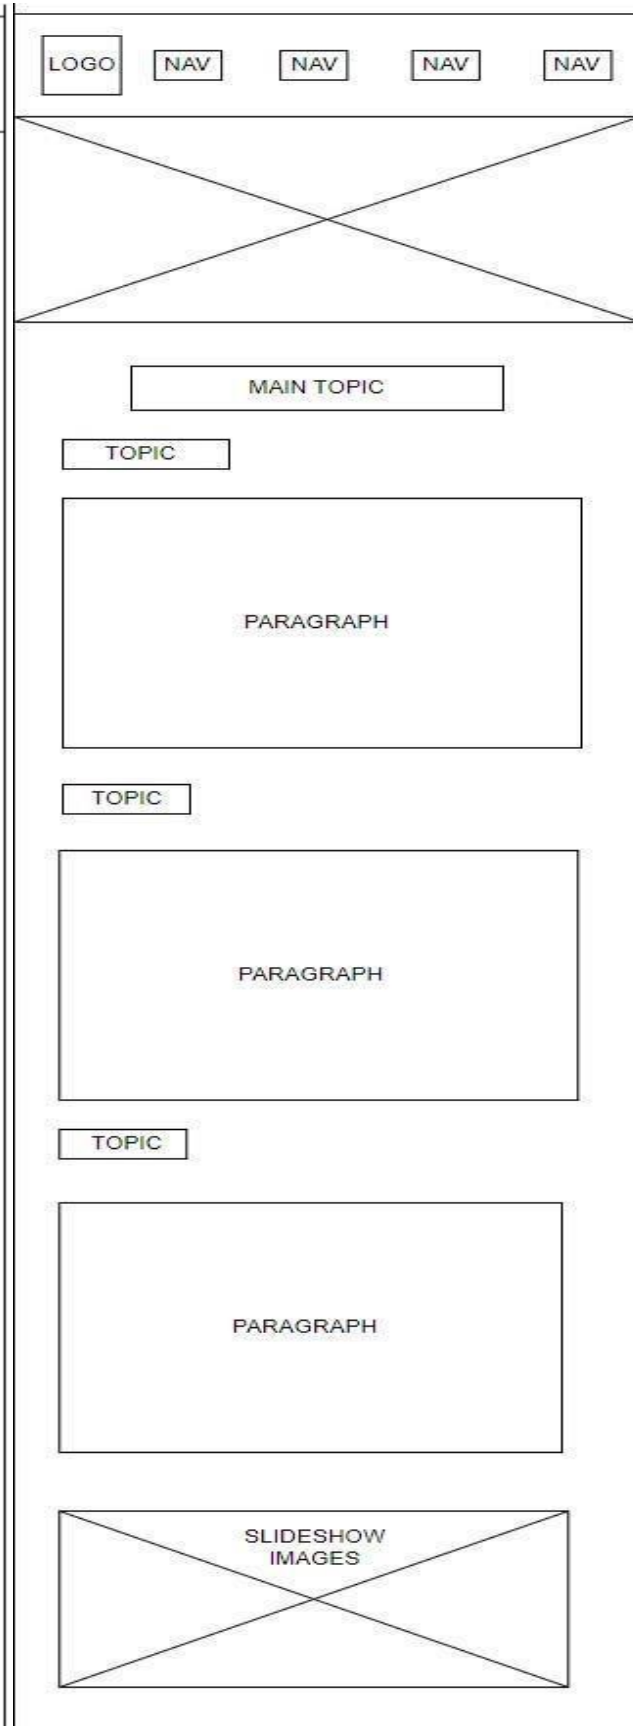 LOGO
NAV
NAV
NAV
NAV
MAIN TOPIC
TOPIC
PARAGRAPH
TOPIC
PARAGRAPH
TOPIC
PARAGRAPH
SLIDESHOW
IMAGES